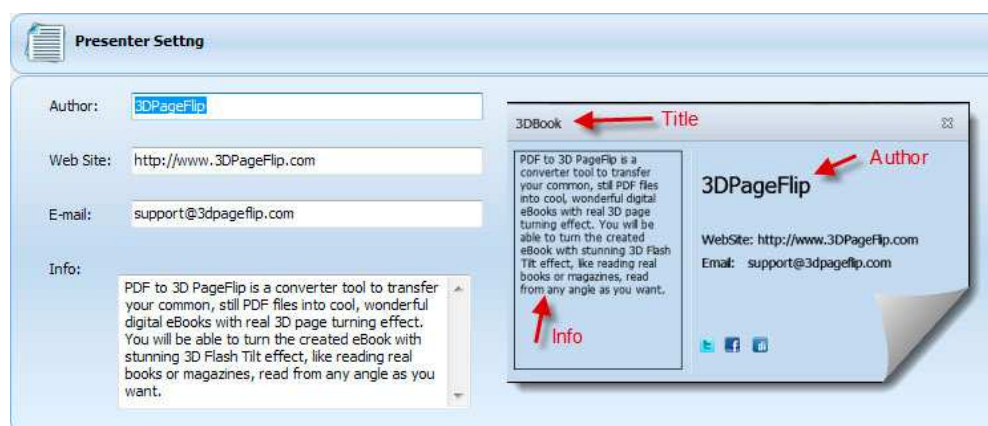 Presenter Settng
Author:
3DPageFlip
Web Site:
http://www.3DPageFlip.com
E-mail:
support@3dpageflip.com
Info:
PDF to 3D PageFlip is a converter tool to transfer
your common, still PDF files into cool, wonderful
digital eBooks with real 3D page turning effect.
You will be able to turn the created eBook with
stunning 3D Flash Tilt effect, like reading real
books or magazines, read from any angle as you
want.
3DBook
Title
PDF to 3D PageFlip is a
converter tool to transfer
your common, still PDF files
into cool, wonderful digital
eBooks with real 3D page
turning effect. You will be
able to turn the created
eBook with stunning 3D Flash
Tilt effect, like reading real
books or magazines, read
from any angle as you want.
Info
Author
3DPageFlip
WebSite: http://www.3DPageFlip.com
Email: support@3dpageflip.com